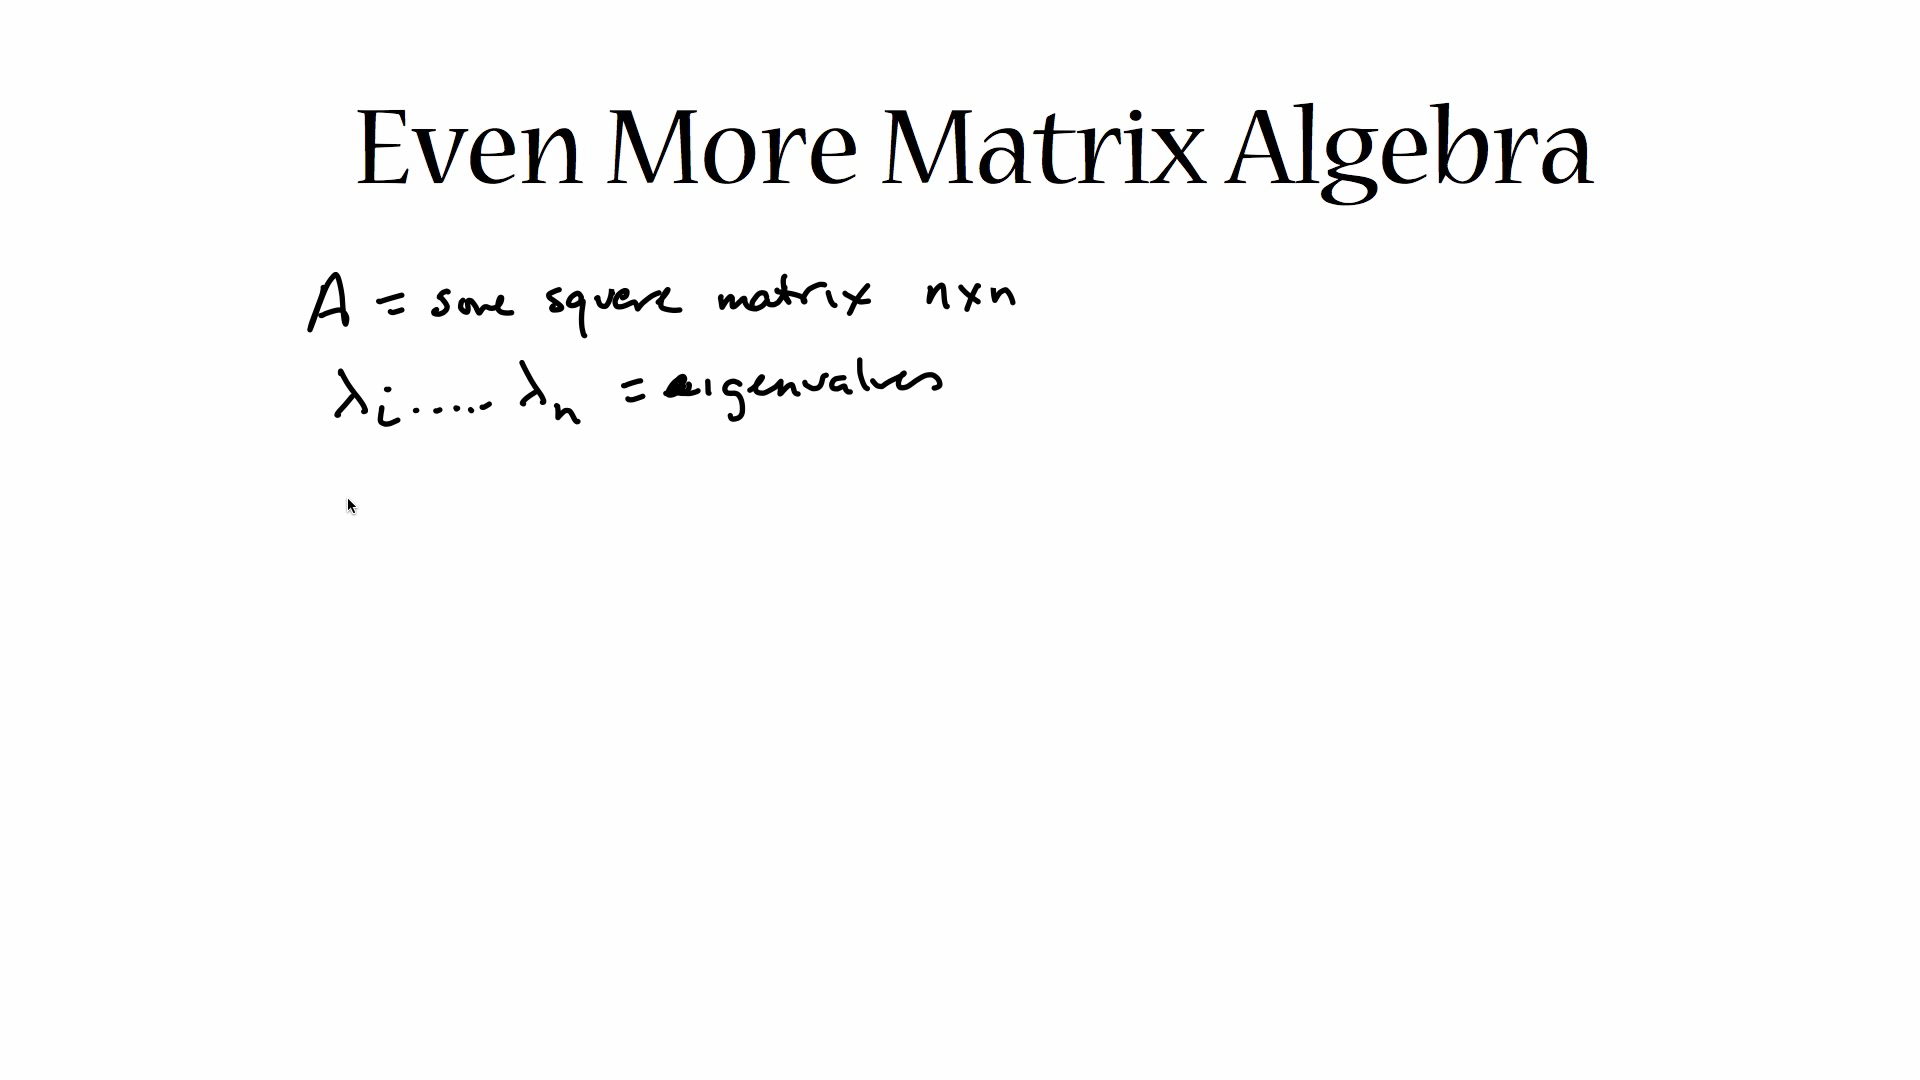 Even More Matrix Algebra
A = some square matrix n×n
λi..... λn = eigenvalues